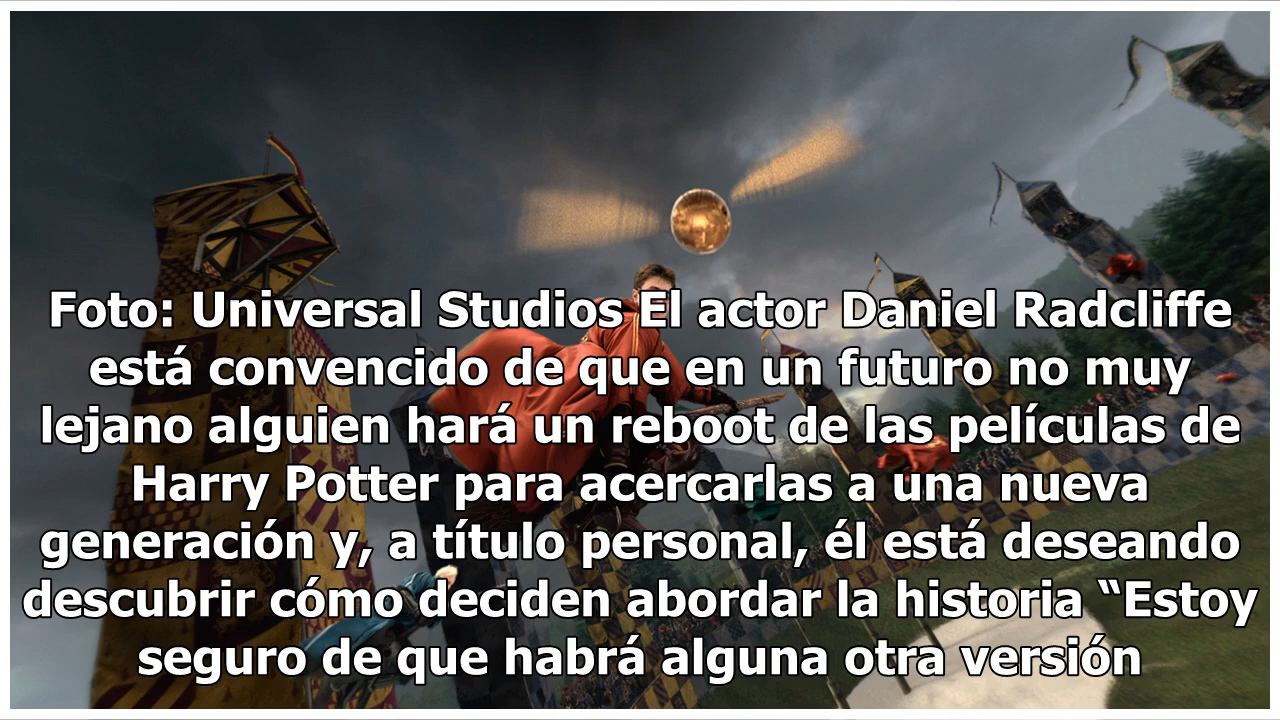 Foto: Universal Studios El actor Daniel Radcliffe
está convencido de que en un futuro no muy
lejano alguien hará un reboot de las películas de
Harry Potter para acercarlas a una nueva
generación y, a título personal, él está deseando
descubrir cómo deciden abordar la historia “Estoy
seguro de que habrá alguna otra versión